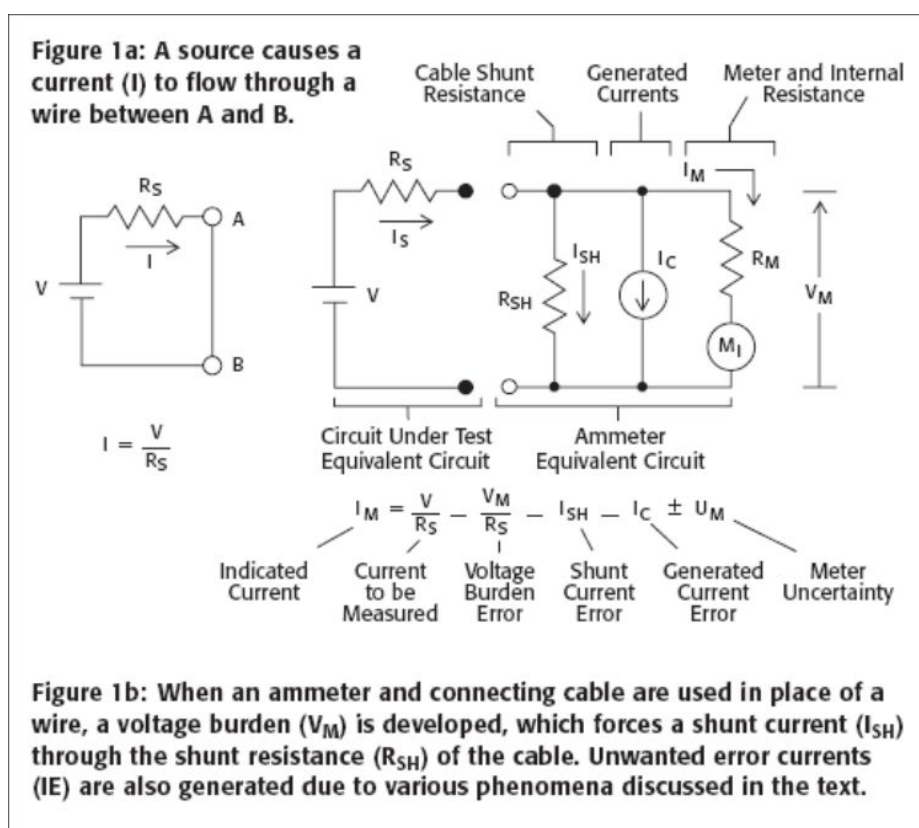 Figure 1a: A source causes a
current (I) to flow through a
wire between A and B.
Cable Shunt
Resistance
Generated
Currents
Meter and Internal
Resistance
RS
A
I
V
B
I = V
RS
RS
IS
V
RSH
ISH
IC
IM
RM
MI
VM
Circuit Under Test
Equivalent Circuit
Ammeter
Equivalent Circuit
IM = V/RS − VM/RS − ISH − IC ± UM
Indicated
Current
Current
to be
Measured
Voltage
Burden
Error
Shunt
Current
Error
Generated
Current
Error
Meter
Uncertainty
Figure 1b: When an ammeter and connecting cable are used in place of a
wire, a voltage burden (VM) is developed, which forces a shunt current (ISH)
through the shunt resistance (RSH) of the cable. Unwanted error currents
(IE) are also generated due to various phenomena discussed in the text.